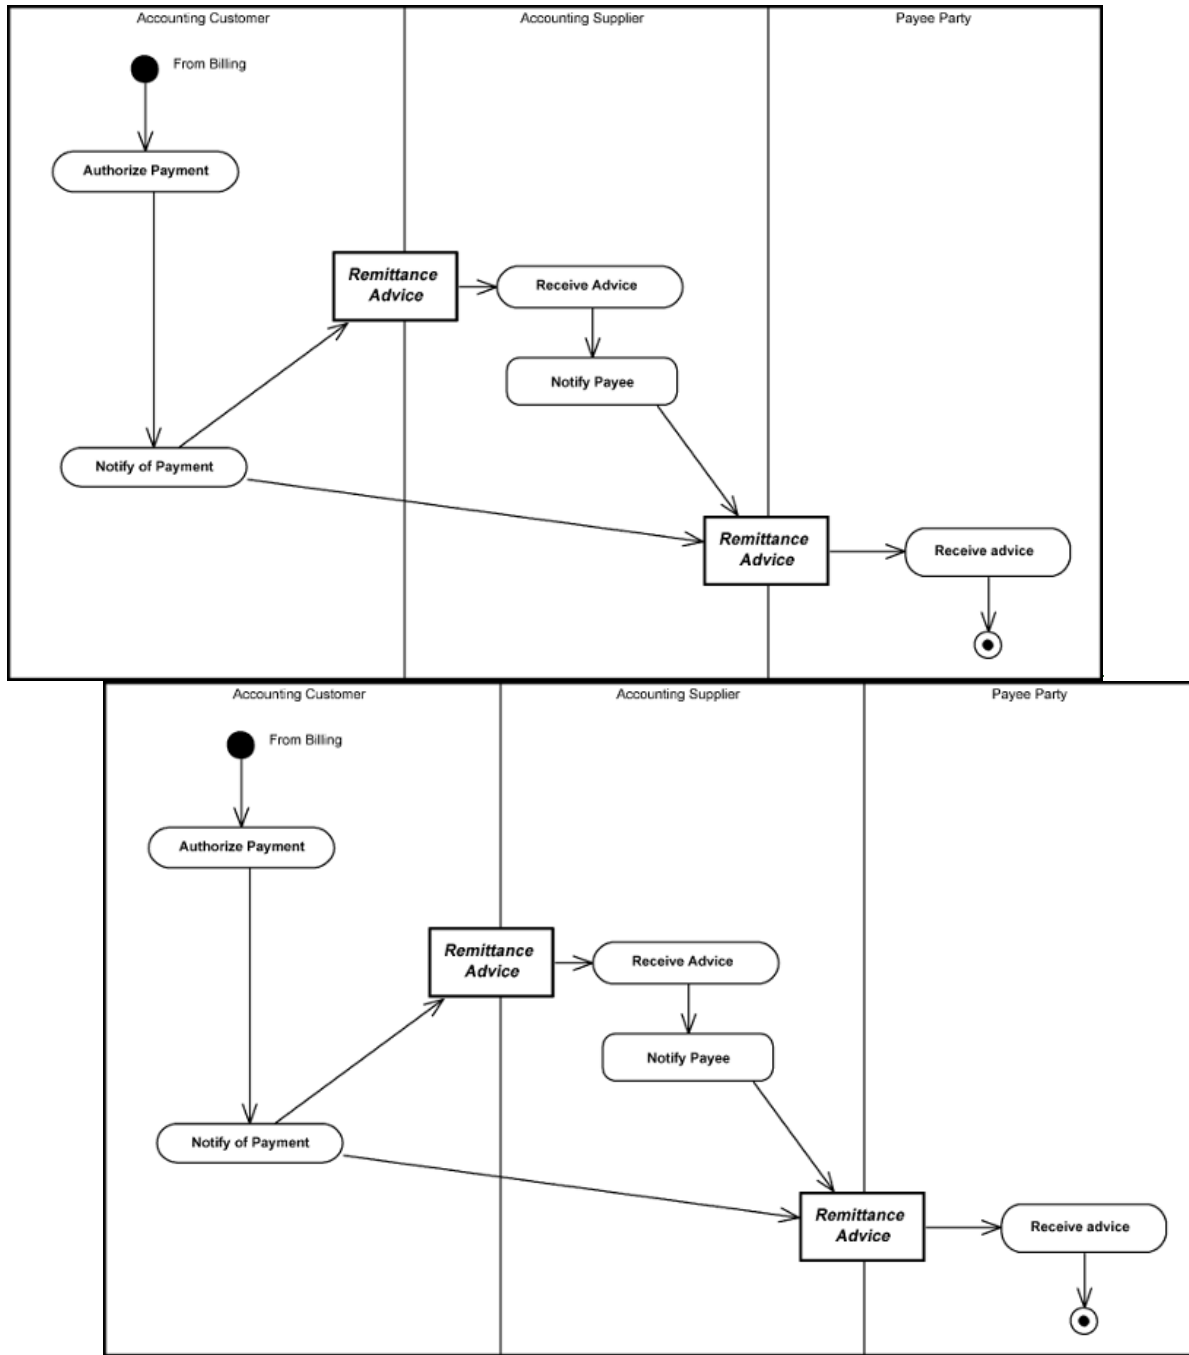 Accounting Customer
Accounting Supplier
Payee Party
From Billing
Authorize Payment
Remittance
Advice
Receive Advice
Notify Payee
Notify of Payment
Remittance
Advice
Receive advice
Accounting Customer
Accounting Supplier
Payee Party
From Billing
Authorize Payment
Remittance
Advice
Receive Advice
Notify Payee
Notify of Payment
Remittance
Advice
Receive advice